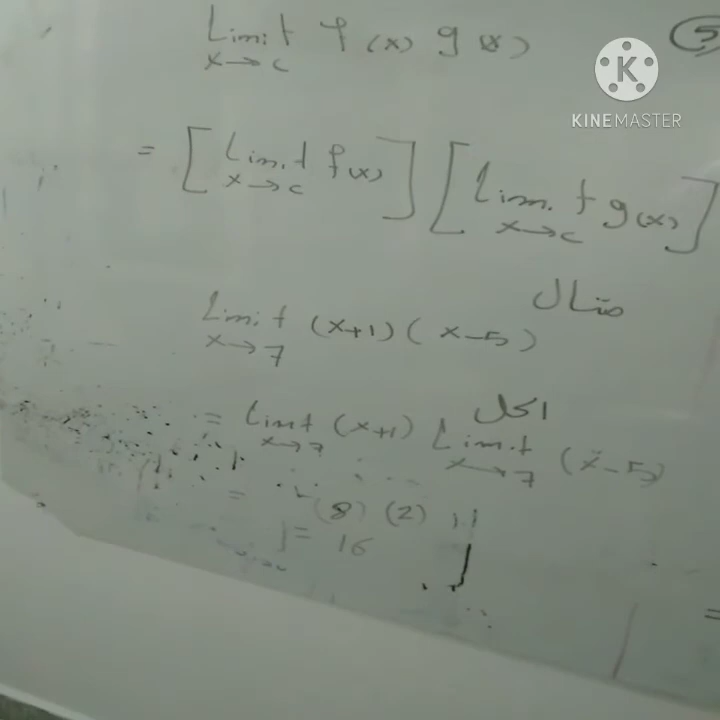 Limit f(x) g(x) 5
x→c
K
KINEMASTER
= [Limit f(x)] [Limit g(x)]
x→c x→c
مثال
Limit (x+1)(x-5)
x→7
الحل
= Limit (x+1) Limit (x-5)
x→7 x→7
= (8) (2)
= 16